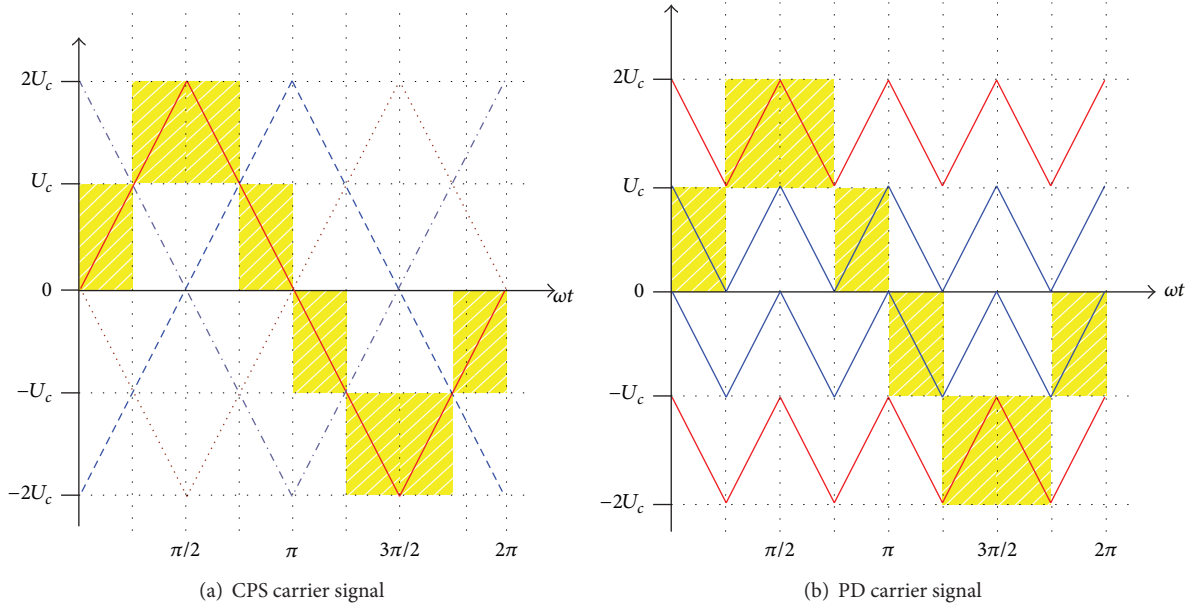 2U_c
U_c
0
−U_c
−2U_c
π/2
π
3π/2
2π
ωt
(a) CPS carrier signal
2U_c
U_c
0
−U_c
−2U_c
π/2
π
3π/2
2π
ωt
(b) PD carrier signal